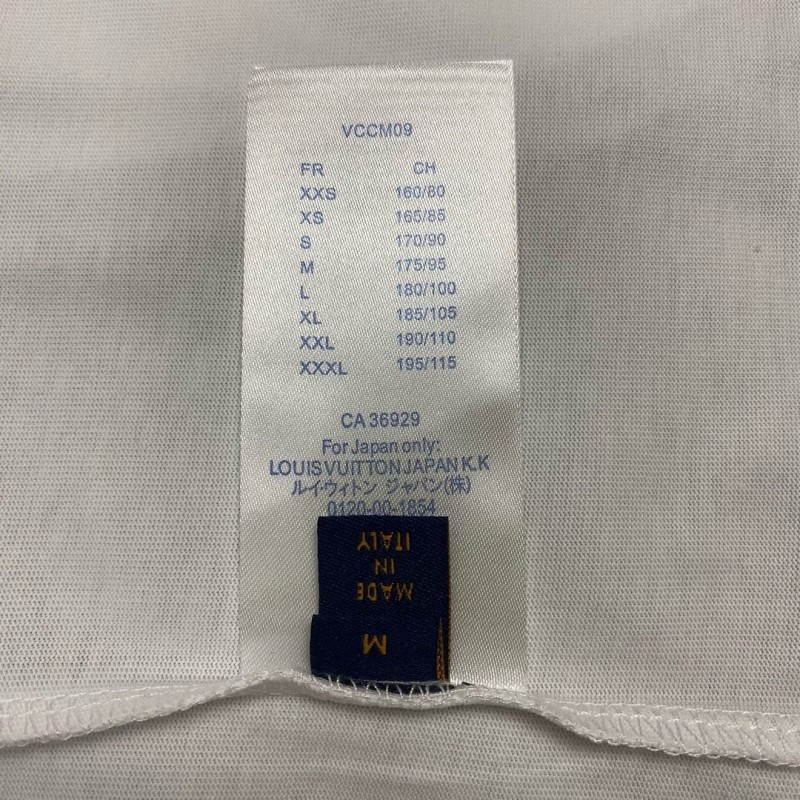 VCCM09
FR CH
XXS 160/80
XS 165/85
S 170/90
M 175/95
L 180/100
XL 185/105
XXL 190/110
XXXL 195/115
CA 36929
For Japan only:
LOUIS VUITTON JAPAN K.K
ルイ・ウィトン ジャパン(株)
0120-00-1854
MADE
IN
ITALY
M